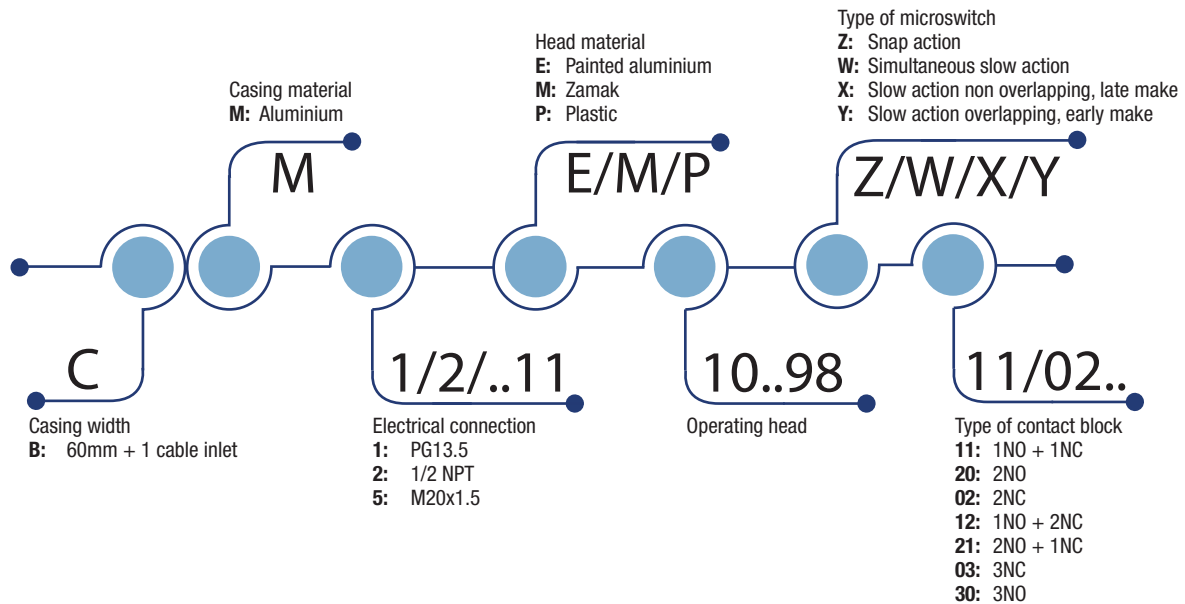 Type of microswitch
Z: Snap action
W: Simultaneous slow action
X: Slow action non overlapping, late make
Y: Slow action overlapping, early make
Head material
E: Painted aluminium
M: Zamak
P: Plastic
Casing material
M: Aluminium
M
E/M/P
Z/W/X/Y
C
1/2/..11
10..98
11/02..
Casing width
B: 60mm + 1 cable inlet
Electrical connection
1: PG13.5
2: 1/2 NPT
5: M20x1.5
Operating head
Type of contact block
11: 1NO + 1NC
20: 2NO
02: 2NC
12: 1NO + 2NC
21: 2NO + 1NC
03: 3NC
30: 3NO